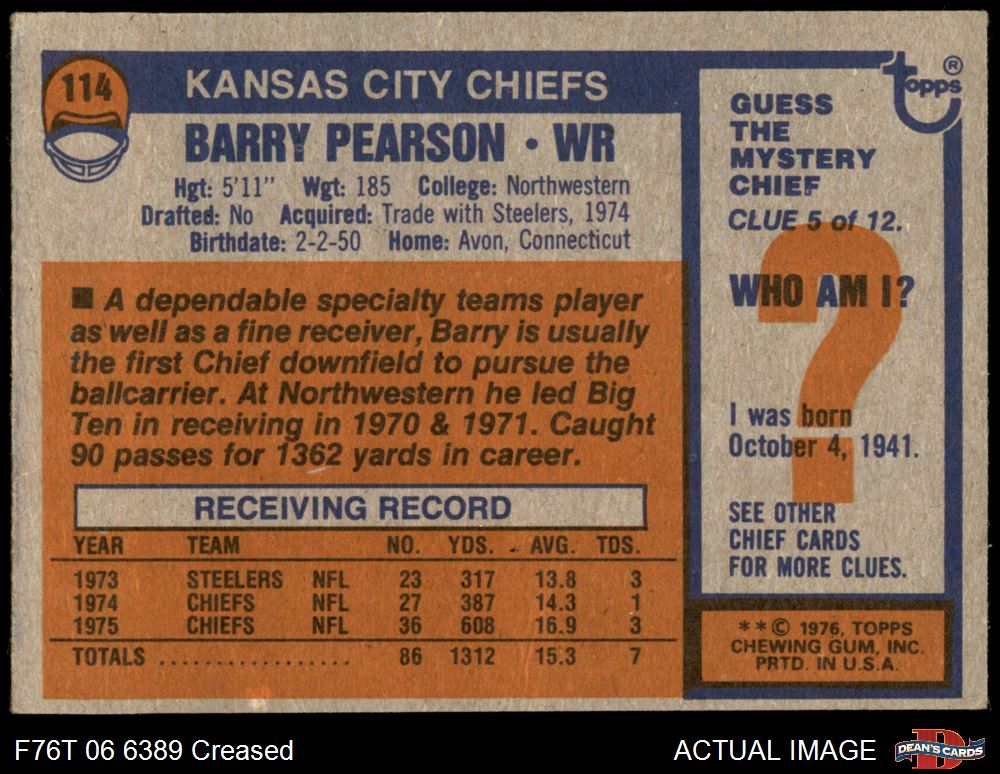 114
KANSAS CITY CHIEFS
BARRY PEARSON • WR
Hgt: 5'11" Wgt: 185 College: Northwestern
Drafted: No Acquired: Trade with Steelers, 1974
Birthdate: 2-2-50 Home: Avon, Connecticut
■ A dependable specialty teams player
as well as a fine receiver, Barry is usually
the first Chief downfield to pursue the
ballcarrier. At Northwestern he led Big
Ten in receiving in 1970 & 1971. Caught
90 passes for 1362 yards in career.
RECEIVING RECORD
YEAR TEAM NO. YDS. AVG. TDS.
1973 STEELERS NFL 23 317 13.8 3
1974 CHIEFS NFL 27 387 14.3 1
1975 CHIEFS NFL 36 608 16.9 3
TOTALS .................. 86 1312 15.3 7
topps ®
GUESS
THE
MYSTERY
CHIEF
CLUE 5 of 12.
WHO AM I?
?
I was born
October 4, 1941.
SEE OTHER
CHIEF CARDS
FOR MORE CLUES.
**© 1976, TOPPS
CHEWING GUM, INC.
PRTD. IN U.S.A.
F76T 06 6389 Creased
ACTUAL IMAGE
D
DEAN'S CARDS